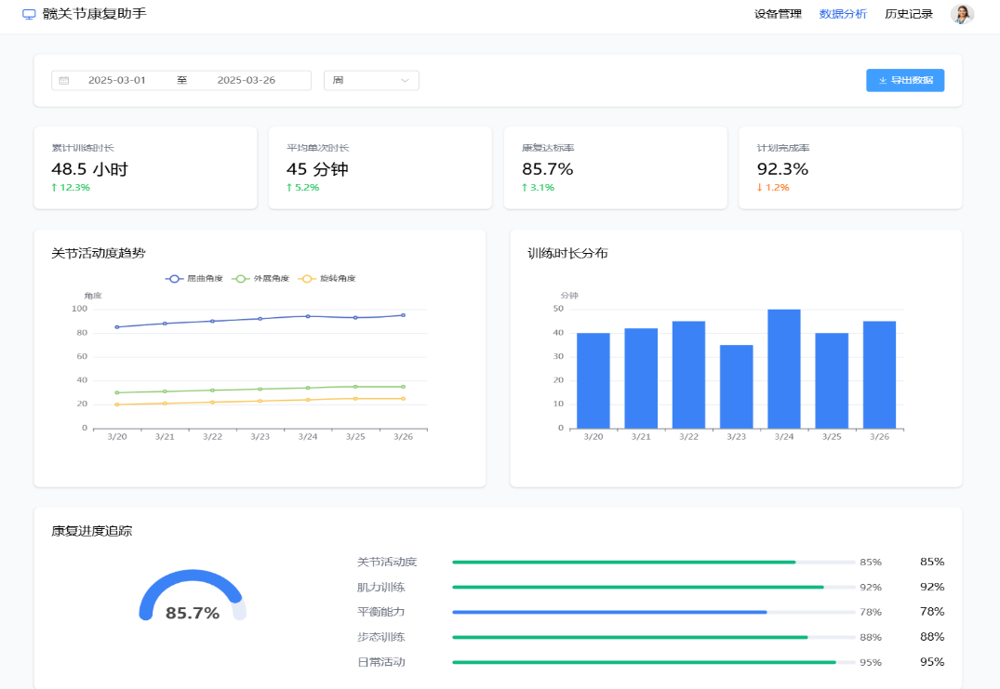 髋关节康复助手
设备管理 数据分析 历史记录
2025-03-01 至 2025-03-26 周 导出数据
累计训练时长 平均单次时长 康复达标率 计划完成率
48.5 小时 45 分钟 85.7% 92.3%
↑ 12.3% ↑ 5.2% ↑ 3.1% ↓ 1.2%
关节活动度趋势
屈曲角度 外展角度 旋转角度
角度
100
80
60
40
20
0
3/20 3/21 3/22 3/23 3/24 3/25 3/26
训练时长分布
分钟
50
40
30
20
10
0
3/20 3/21 3/22 3/23 3/24 3/25 3/26
康复进度追踪
85.7%
关节活动度 85% 85%
肌力训练 92% 92%
平衡能力 78% 78%
步态训练 88% 88%
日常活动 95% 95%